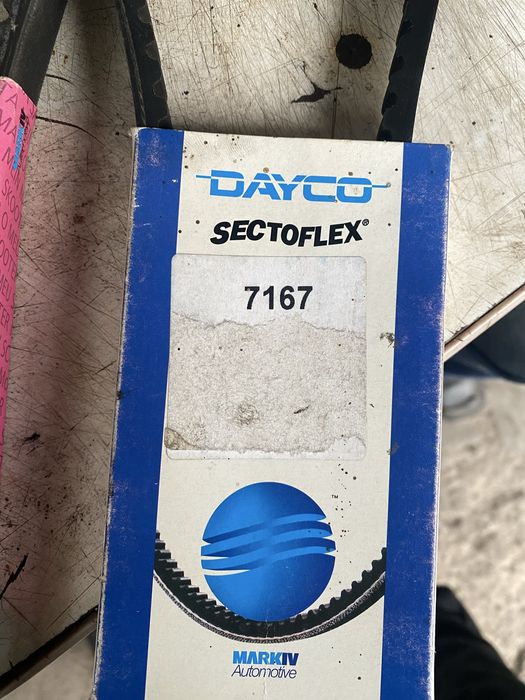 DAYCO
SECTOFLEX®
7167
™
MARKIV
Automotive